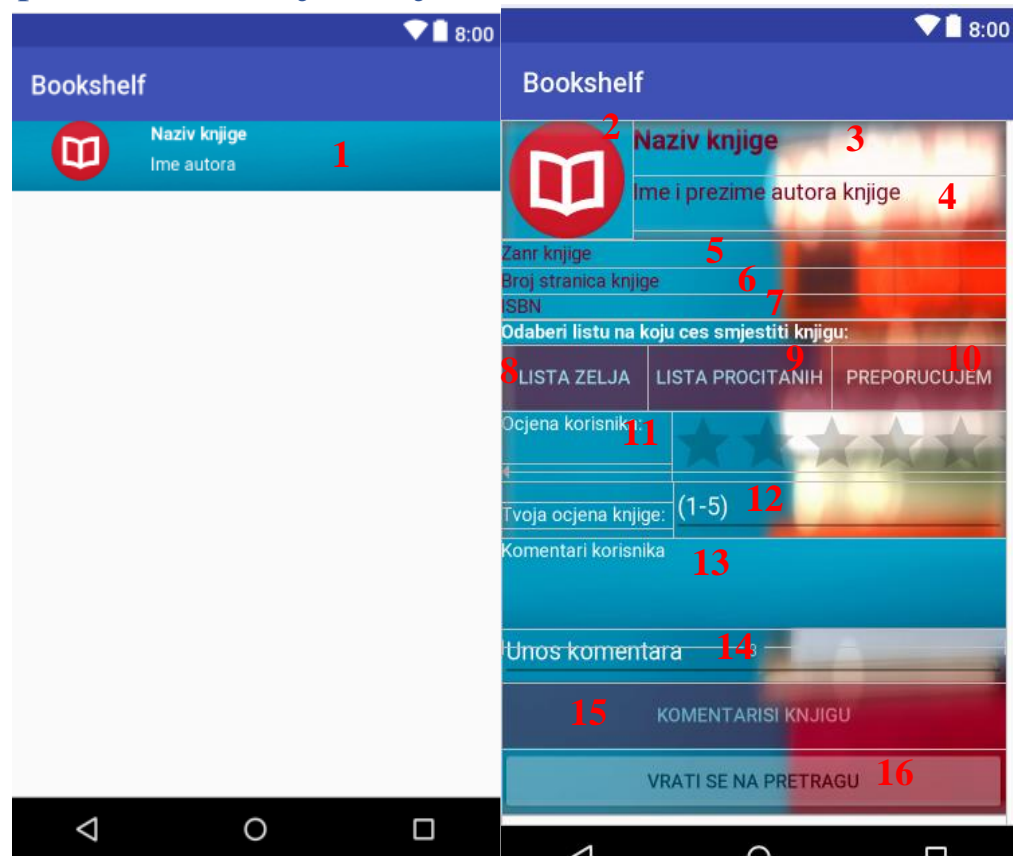 8:00
Bookshelf
Naziv knjige
Ime autora
1
8:00
Bookshelf
2
Naziv knjige
3
Ime i prezime autora knjige
4
Zanr knjige
5
Broj stranica knjige
6
ISBN
7
Odaberi listu na koju ces smjestiti knjigu:
8
LISTA ZELJA
LISTA PROCITANIH
9
PREPORUCUJEM
10
Ocjena korisnika:
11
Tvoja ocjena knjige:
(1-5)
12
Komentari korisnika
13
Unos komentara
14
15
KOMENTARISI KNJIGU
VRATI SE NA PRETRAGU
16